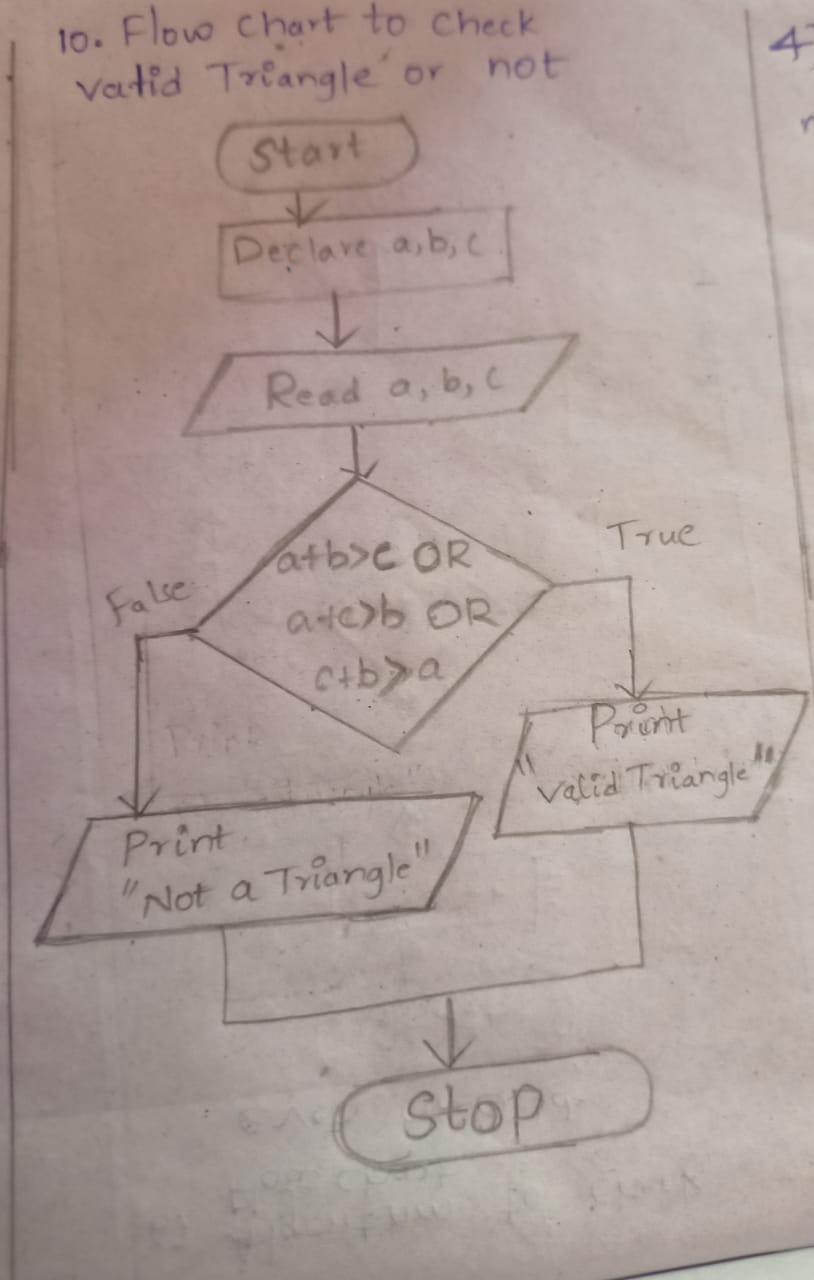 10. Flow chart to check
valid Triangle or not
Start
Declare a,b,c
Read a, b, c
a+b>c OR
a+c>b OR
c+b>a
True
False
Print
"valid Triangle"
Print
"Not a Triangle"
Stop
4